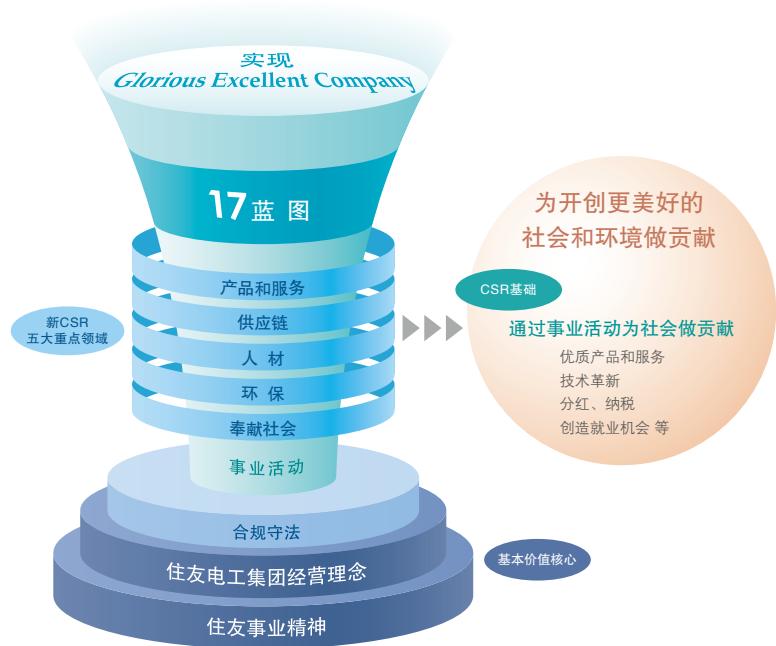 实现
Glorious Excellent Company
17蓝图
产品和服务
供应链
人材
环保
奉献社会
事业活动
合规守法
住友电工集团经营理念
住友事业精神
新CSR
五大重点领域
基本价值核心
为开创更美好的
社会和环境做贡献
CSR基础
通过事业活动为社会做贡献
优质产品和服务
技术革新
分红、纳税
创造就业机会 等